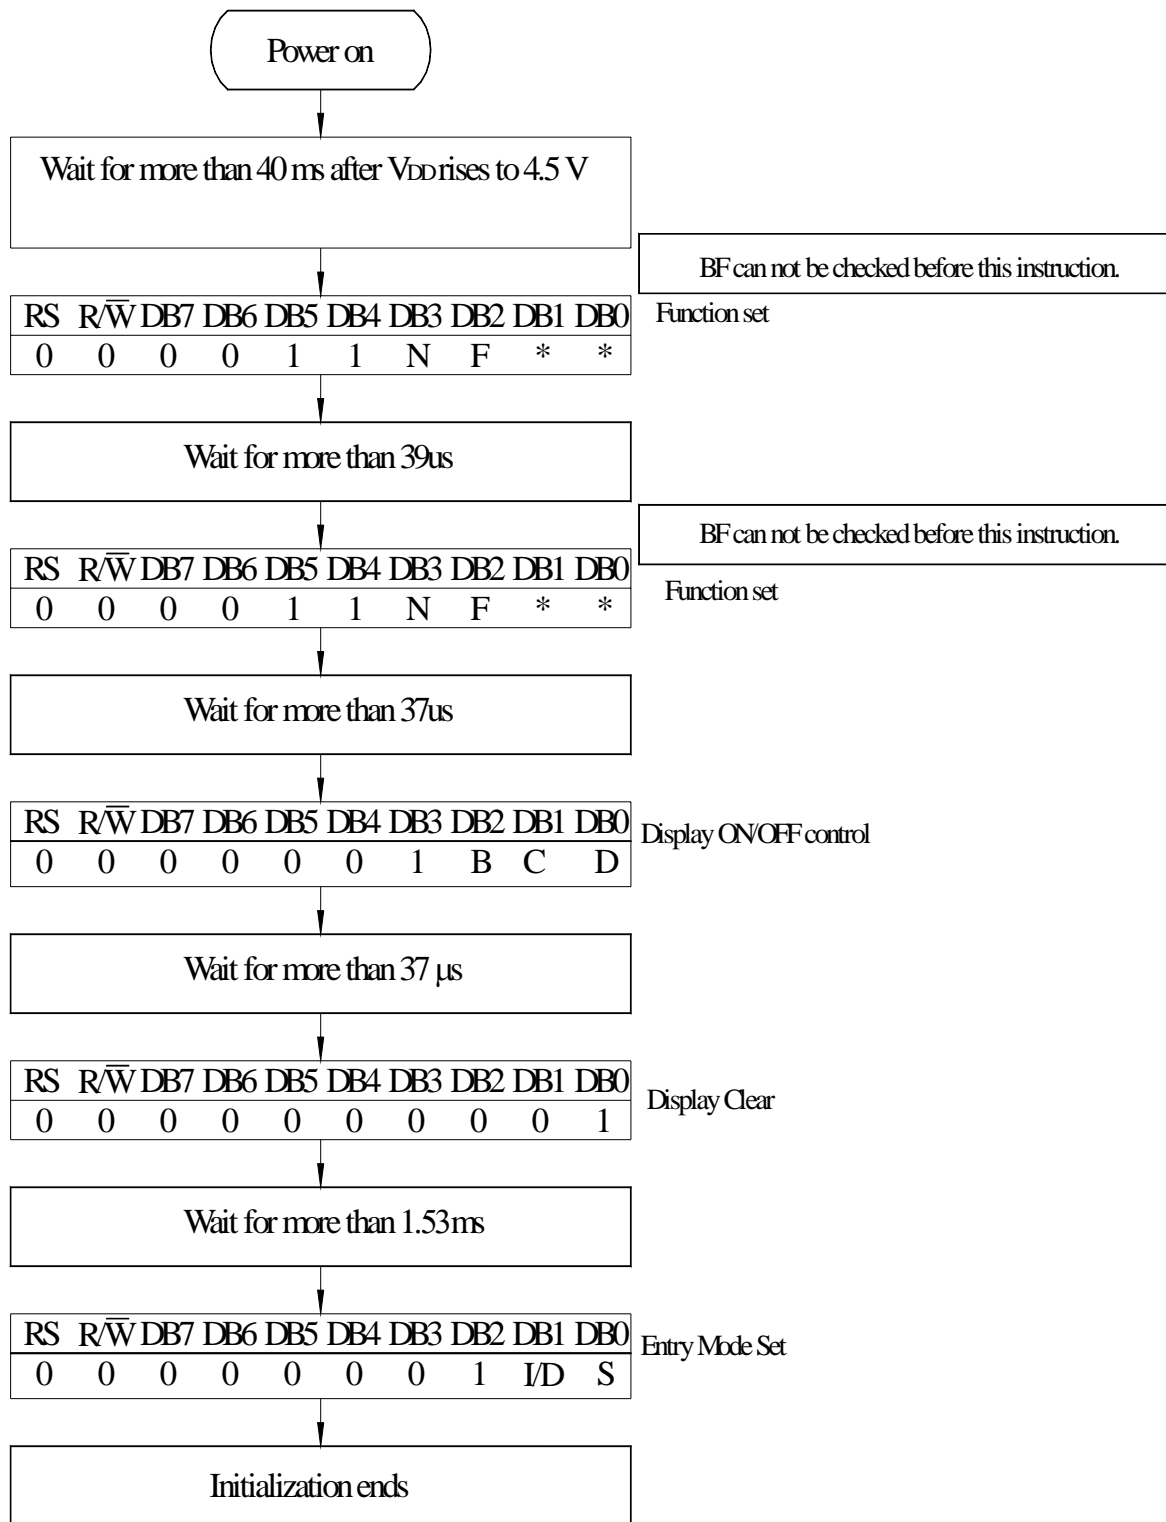 Power on
Wait for more than 40 ms after VDD rises to 4.5 V
BF can not be checked before this instruction.
RS R/W̅ DB7 DB6 DB5 DB4 DB3 DB2 DB1 DB0
Function set
0 0 0 0 1 1 N F * *
Wait for more than 39us
BF can not be checked before this instruction.
RS R/W̅ DB7 DB6 DB5 DB4 DB3 DB2 DB1 DB0
Function set
0 0 0 0 1 1 N F * *
Wait for more than 37us
RS R/W̅ DB7 DB6 DB5 DB4 DB3 DB2 DB1 DB0
Display ON/OFF control
0 0 0 0 0 0 1 B C D
Wait for more than 37 μs
RS R/W̅ DB7 DB6 DB5 DB4 DB3 DB2 DB1 DB0
Display Clear
0 0 0 0 0 0 0 0 0 1
Wait for more than 1.53ms
RS R/W̅ DB7 DB6 DB5 DB4 DB3 DB2 DB1 DB0
Entry Mode Set
0 0 0 0 0 0 0 1 I/D S
Initialization ends